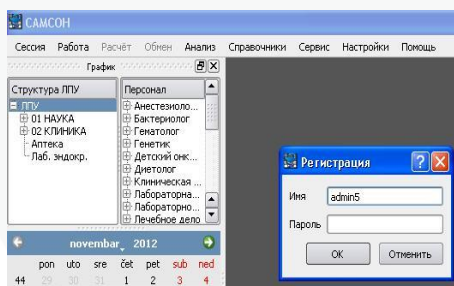 САМСОН
Сессия Работа Расчёт Обмен Анализ Справочники Сервис Настройки Помощь
График
Структура ЛПУ
ЛПУ
01 НАУКА
02 КЛИНИКА
Аптека
Лаб. эндокр.
Персонал
Анестезиоло...
Бактериолог
Гематолог
Генетик
Детский онк...
Диетолог
Клиническая ...
Лабораторна...
Лабораторно...
Лечебное дело
Регистрация
Имя admin5
Пароль
ОК Отменить
novembar, 2012
pon uto sre čet pet sub ned
44 29 30 31 1 2 3 4